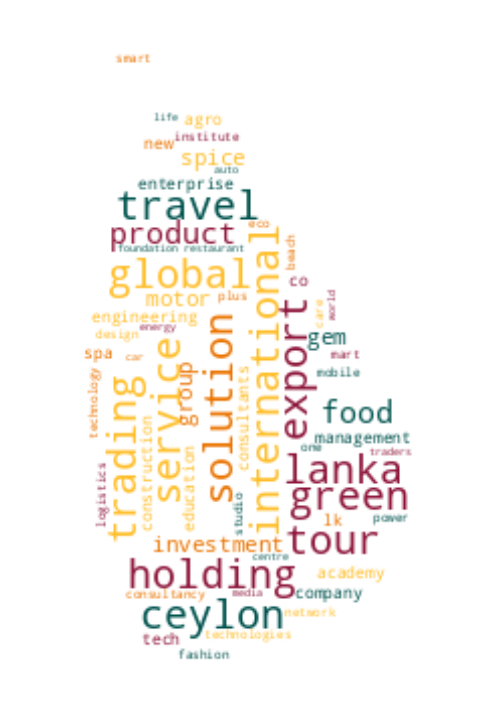 smart
life agro
new institute
spice
auto
enterprise
travel
product eco
foundation restaurant
beach
global
international
co
motor plus
world
care
export
engineering
energy
design
gem
solution
service
spa car
mart
group
mobile
technology
trading
consultants
food
construction
education
management
one
traders
lanka
logistics
green
studio
lk power
tour
investment
centre
holding
academy
consultancy media company
ceylon network
tech technologies
fashion